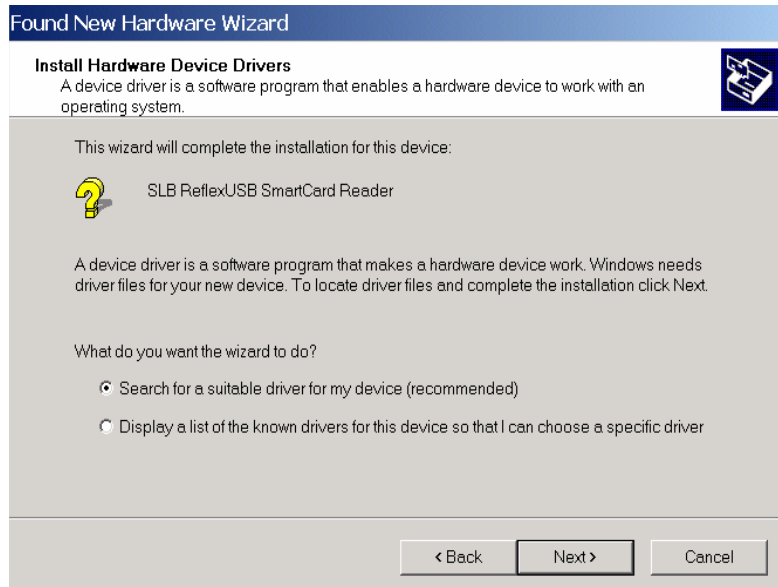 Found New Hardware Wizard
Install Hardware Device Drivers
A device driver is a software program that enables a hardware device to work with an
operating system.
This wizard will complete the installation for this device:
SLB ReflexUSB SmartCard Reader
A device driver is a software program that makes a hardware device work. Windows needs
driver files for your new device. To locate driver files and complete the installation click Next.
What do you want the wizard to do?
Search for a suitable driver for my device (recommended)
Display a list of the known drivers for this device so that I can choose a specific driver
< Back Next > Cancel